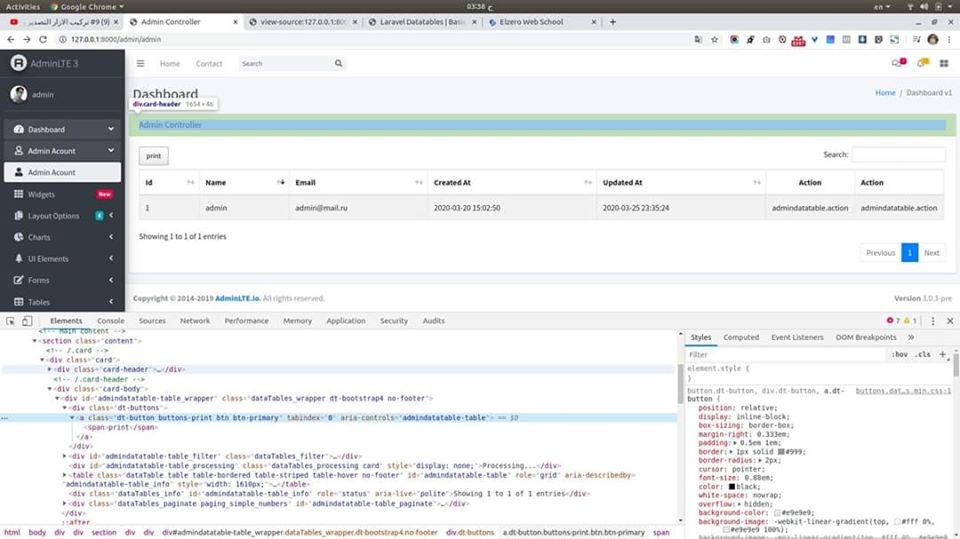 Activities
Google Chrome
03:38
en
(9) #9 تركيب الازار التصدير
Admin Controller
view-source:127.0.0.1:800
Laravel Datatables | Basi
Elzero Web School
127.0.0.1:8000/admin/admin
AdminLTE 3
Home
Contact
Search
admin
Dashboard
Home / Dashboard v1
div.card-header 1654 × 46
Dashboard
Admin Controller
Admin Acount
print
Search:
Admin Acount
Id
Name
Email
Created At
Updated At
Action
Action
Widgets
New
1
admin
admin@mail.ru
2020-03-20 15:02:50
2020-03-25 23:35:24
admindatatable.action
admindatatable.action
Layout Options
Charts
Showing 1 to 1 of 1 entries
UI Elements
Previous
1
Next
Forms
Tables
Copyright © 2014-2019 AdminLTE.io. All rights reserved.
Version 3.0.3-pre
Elements
Console
Sources
Network
Performance
Memory
Application
Security
Audits
7
1
<!-- Main content -->
<section class="content">
<!-- /.card -->
<div class="card">
<div class="card-header">…</div>
<!-- /.card-header -->
<div class="card-body">
<div id="admindatatable-table_wrapper" class="dataTables_wrapper dt-bootstrap4 no-footer">
<div class="dt-buttons">
<a class="dt-button buttons-print btn btn-primary" tabindex="0" aria-controls="admindatatable-table"> == $0
<span>print</span>
</a>
</div>
<div id="admindatatable-table_filter" class="dataTables_filter">…</div>
<div id="admindatatable-table_processing" class="dataTables_processing card" style="display: none;">Processing...</div>
<table class="dataTable table-bordered table-striped table-hover no-footer" id="admindatatable-table" role="grid" aria-describedby=
"admindatatable-table_info" style="width: 1610px;">…</table>
<div class="dataTables_info" id="admindatatable-table_info" role="status" aria-live="polite">Showing 1 to 1 of 1 entries</div>
<div class="dataTables_paginate paging_simple_numbers" id="admindatatable-table_paginate">…</div>
::after
html
body
div
div
section
div
div
div#admindatatable-table_wrapper.dataTables_wrapper.dt-bootstrap4.no-footer
div.dt-buttons
a.dt-button.buttons-print.btn.btn-primary
span
Styles
Computed
Event Listeners
DOM Breakpoints
»
Filter
:hov
.cls
+
element.style {
}
button.dt-button, div.dt-button, a.dt-
button {
buttons.dat…s.min.css:1
position: relative;
display: inline-block;
box-sizing: border-box;
margin-right: 0.333em;
padding: 0.5em 1em;
border: 1px solid #999;
border-radius: 2px;
cursor: pointer;
font-size: 0.88em;
color: black;
white-space: nowrap;
overflow: hidden;
background-color: #e9e9e9;
background-image: -webkit-linear-gradient(top, #fff 0%,
#e9e9e9 100%);